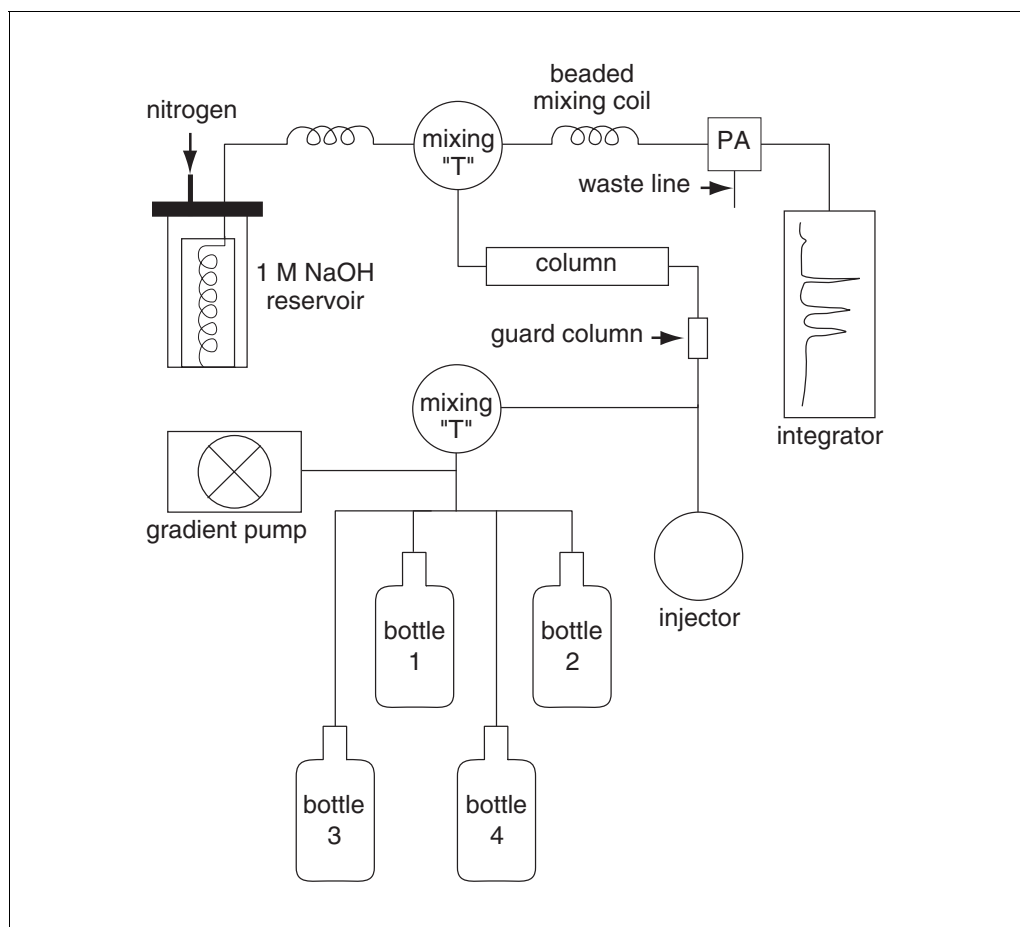 nitrogen
beaded
mixing coil
mixing
"T"
PA
waste line
1 M NaOH
reservoir
column
guard column
mixing
"T"
integrator
gradient pump
injector
bottle
1
bottle
2
bottle
3
bottle
4